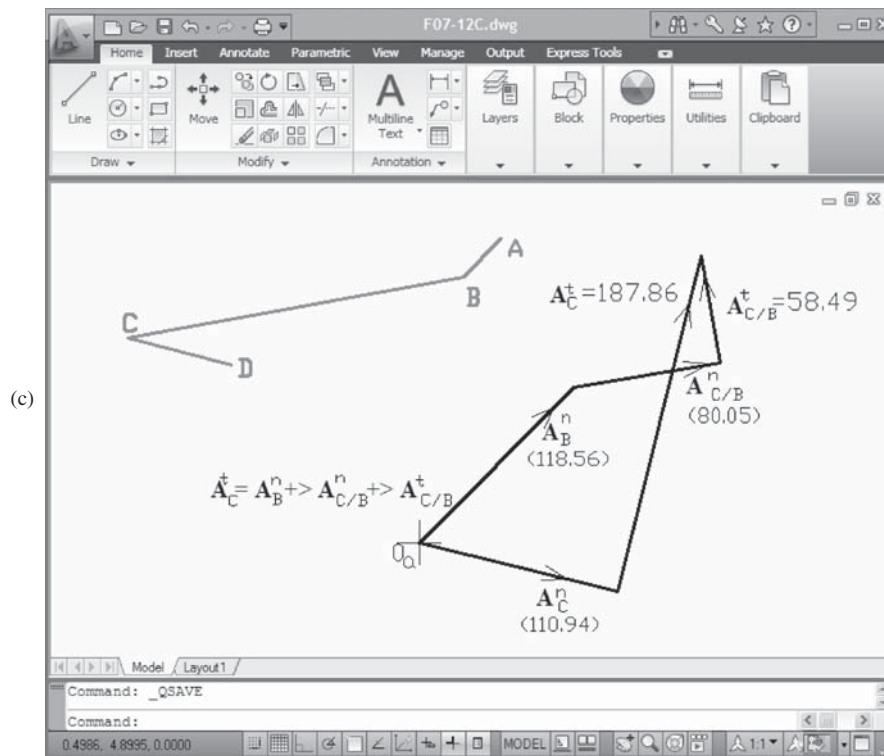 F07-12C.dwg
Home Insert Annotate Parametric View Manage Output Express Tools
Line Move A Multiline Text Layers Block Properties Utilities Clipboard
Draw Modify Annotation
A
B
C
D
A^t_C=187.86
A^t_C/B=58.49
A^n_C/B
(80.05)
A^n_B
(118.56)
A^t_C= A^n_B+> A^n_C/B+> A^t_C/B
0a
A^n_C
(110.94)
(c)
Model Layout1
Command: _QSAVE
Command:
0.4986, 4.8995, 0.0000 MODEL 1:1